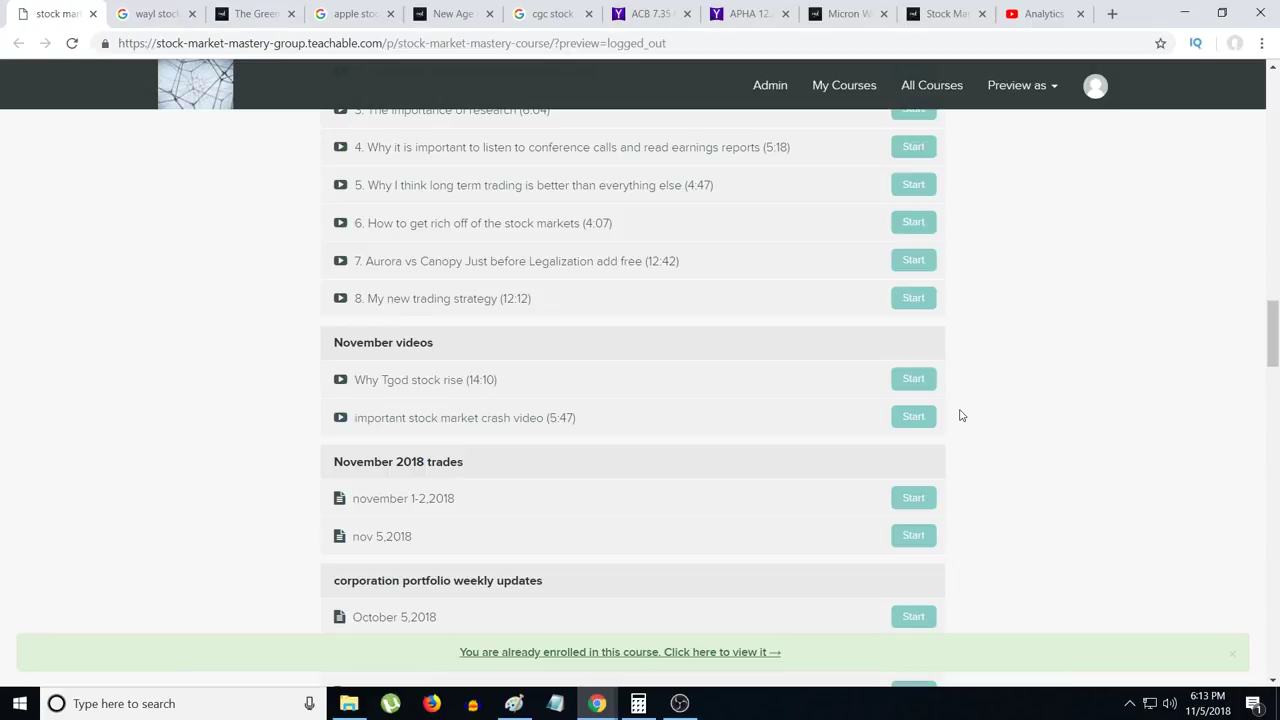 stock mar
wayl stock
The Green
apple stoc
New Age
cgc stock
ACB 7.35
APHA 12.
Micron W
Stock Ma
Analytics
https://stock-market-mastery-group.teachable.com/p/stock-market-mastery-course/?preview=logged_out
IQ
Admin
My Courses
All Courses
Preview as
3. The importance of research (6:04)
4. Why it is important to listen to conference calls and read earnings reports (5:18)
Start
5. Why I think long term trading is better than everything else (4:47)
Start
6. How to get rich off of the stock markets (4:07)
Start
7. Aurora vs Canopy Just before Legalization add free (12:42)
Start
8. My new trading strategy (12:12)
Start
November videos
Why Tgod stock rise (14:10)
Start
important stock market crash video (5:47)
Start
November 2018 trades
november 1-2,2018
Start
nov 5,2018
Start
corporation portfolio weekly updates
October 5,2018
Start
You are already enrolled in this course. Click here to view it →
×
Type here to search
6:13 PM
11/5/2018
1